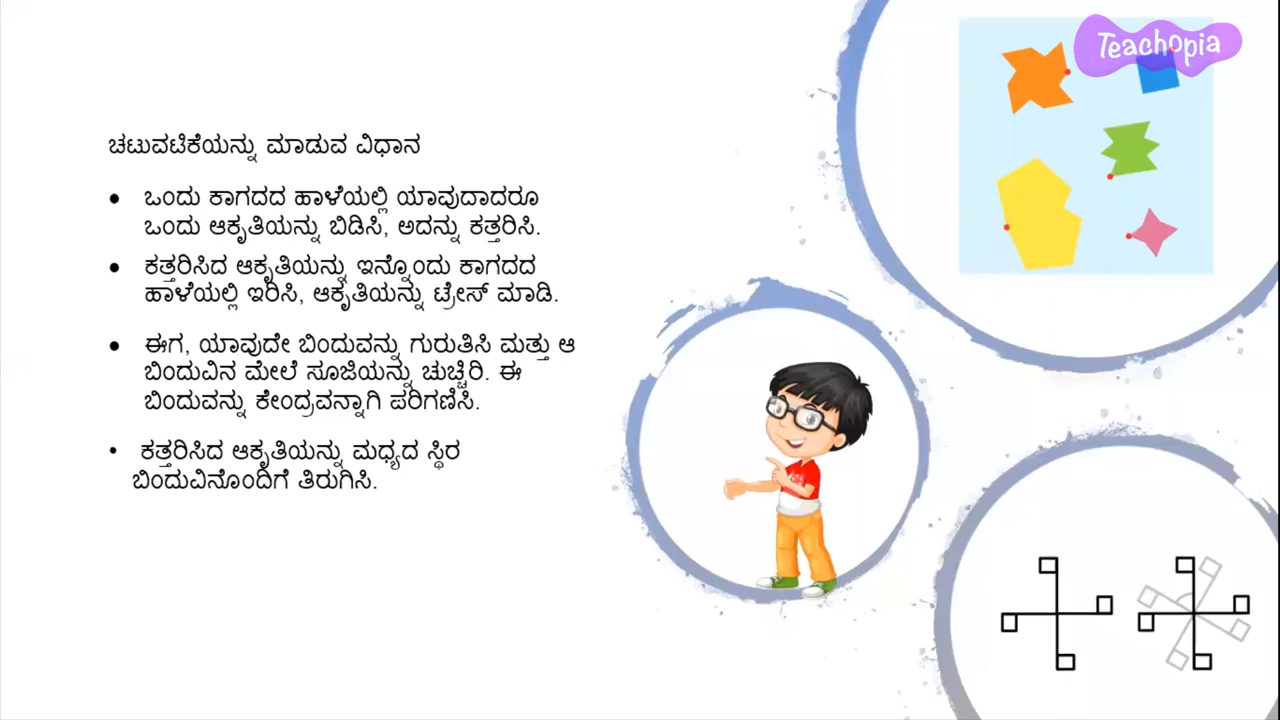 Teachopia
ಚಟುವಟಿಕೆಯನ್ನು ಮಾಡುವ ವಿಧಾನ
• ಒಂದು ಕಾಗದದ ಹಾಳೆಯಲ್ಲಿ ಯಾವುದಾದರೂ
ಒಂದು ಆಕೃತಿಯನ್ನು ಬಿಡಿಸಿ, ಅದನ್ನು ಕತ್ತರಿಸಿ.
• ಕತ್ತರಿಸಿದ ಆಕೃತಿಯನ್ನು ಇನ್ನೊಂದು ಕಾಗದದ
ಹಾಳೆಯಲ್ಲಿ ಇರಿಸಿ, ಆಕೃತಿಯನ್ನು ಟ್ರೇಸ್ ಮಾಡಿ.
• ಈಗ, ಯಾವುದೇ ಬಿಂದುವನ್ನು ಗುರುತಿಸಿ ಮತ್ತು ಆ
ಬಿಂದುವಿನ ಮೇಲೆ ಸೂಜಿಯನ್ನು ಚುಚ್ಚಿರಿ. ಈ
ಬಿಂದುವನ್ನು ಕೇಂದ್ರವನ್ನಾಗಿ ಪರಿಗಣಿಸಿ.
• ಕತ್ತರಿಸಿದ ಆಕೃತಿಯನ್ನು ಮಧ್ಯದ ಸ್ಥಿರ
ಬಿಂದುವಿನೊಂದಿಗೆ ತಿರುಗಿಸಿ.